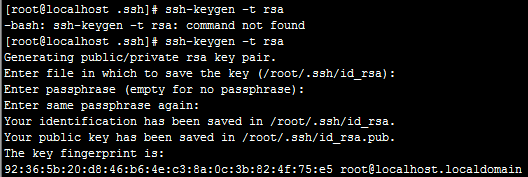 [root@localhost .ssh]# ssh-keygen -t rsa
-bash: ssh-keygen -t rsa: command not found
[root@localhost .ssh]# ssh-keygen -t rsa
Generating public/private rsa key pair.
Enter file in which to save the key (/root/.ssh/id_rsa):
Enter passphrase (empty for no passphrase):
Enter same passphrase again:
Your identification has been saved in /root/.ssh/id_rsa.
Your public key has been saved in /root/.ssh/id_rsa.pub.
The key fingerprint is:
92:36:5b:20:d8:46:b6:4e:c3:8a:0c:3b:82:4f:75:e5 root@localhost.localdomain